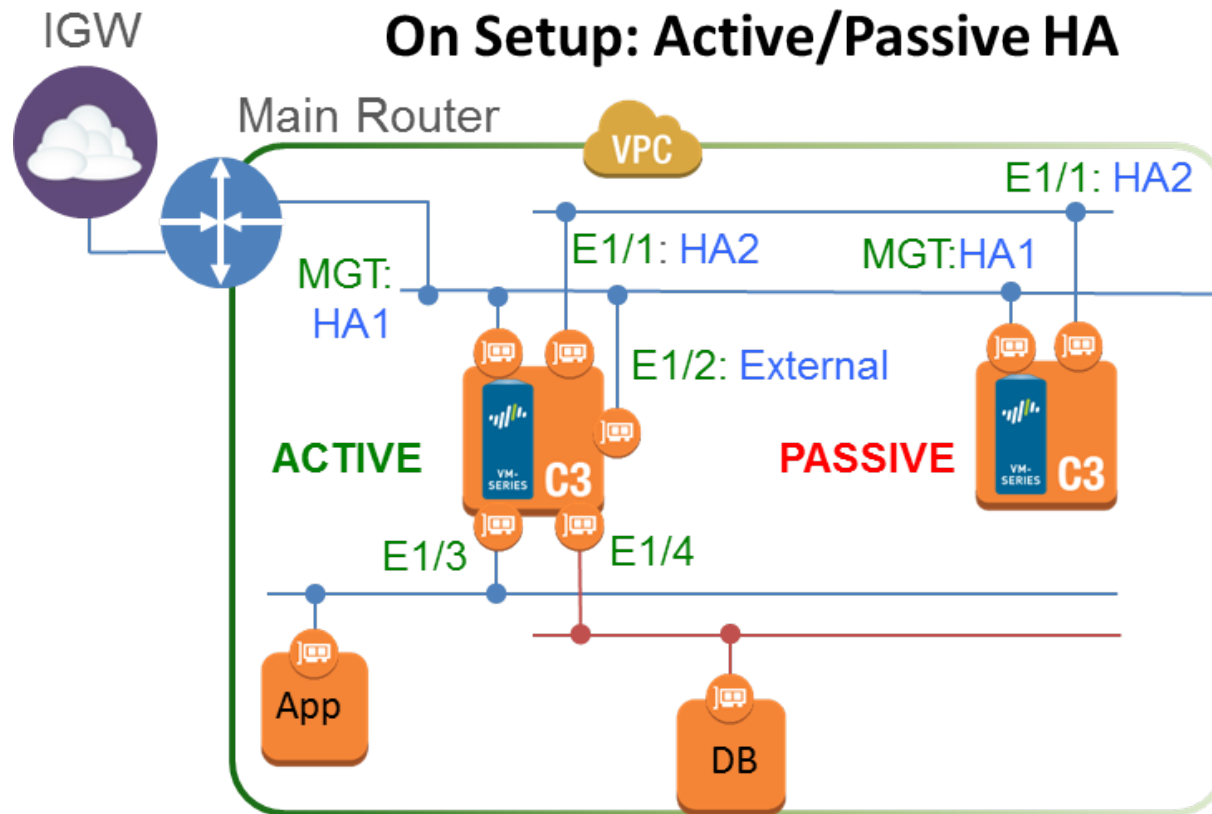 IGW
On Setup: Active/Passive HA
Main Router
VPC
E1/1: HA2
E1/1: HA2
MGT:HA1
MGT:
HA1
E1/2: External
ACTIVE
VM-
SERIES
C3
PASSIVE
VM-
SERIES
C3
E1/3
E1/4
App
DB